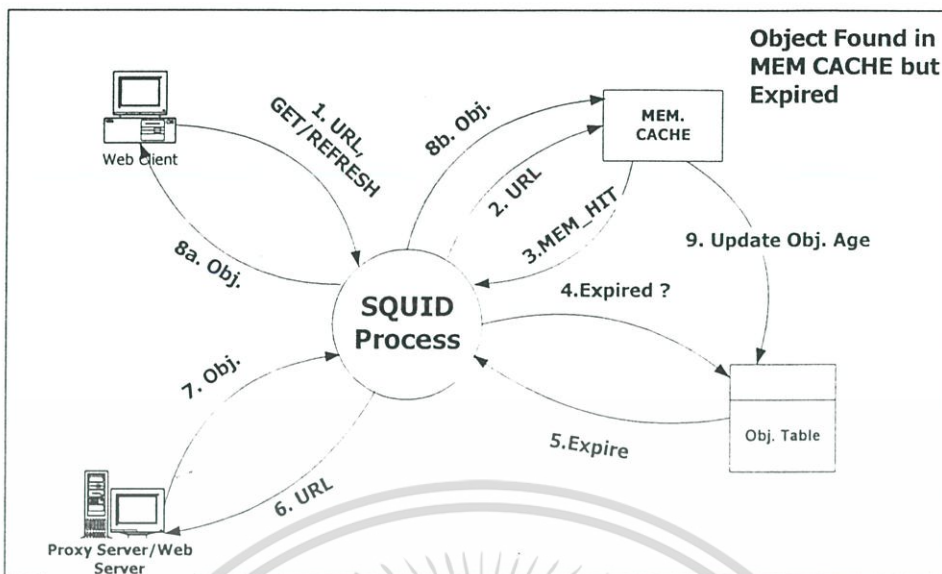 Object Found in
MEM CACHE but
Expired
Web Client
1. URL,
GET/REFRESH
8b. Obj.
MEM.
CACHE
2. URL
3.MEM_HIT
9. Update Obj. Age
8a. Obj.
4.Expired ?
SQUID
Process
7. Obj.
Obj. Table
5.Expire
6. URL
Proxy Server/Web
Server